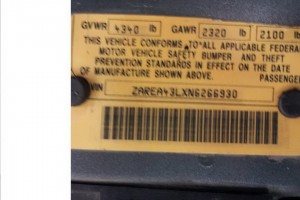 GVWR 4340 lb GAWR 2320 lb 2100 lb
THIS VEHICLE CONFORMS TO ALL APPLICABLE FEDERAL
MOTOR VEHICLE SAFETY BUMPER AND THEFT
PREVENTION STANDARDS IN EFFECT ON THE DATE
OF MANUFACTURE SHOWN ABOVE. PASSENGE
VIN ZAREA43LXN6266930